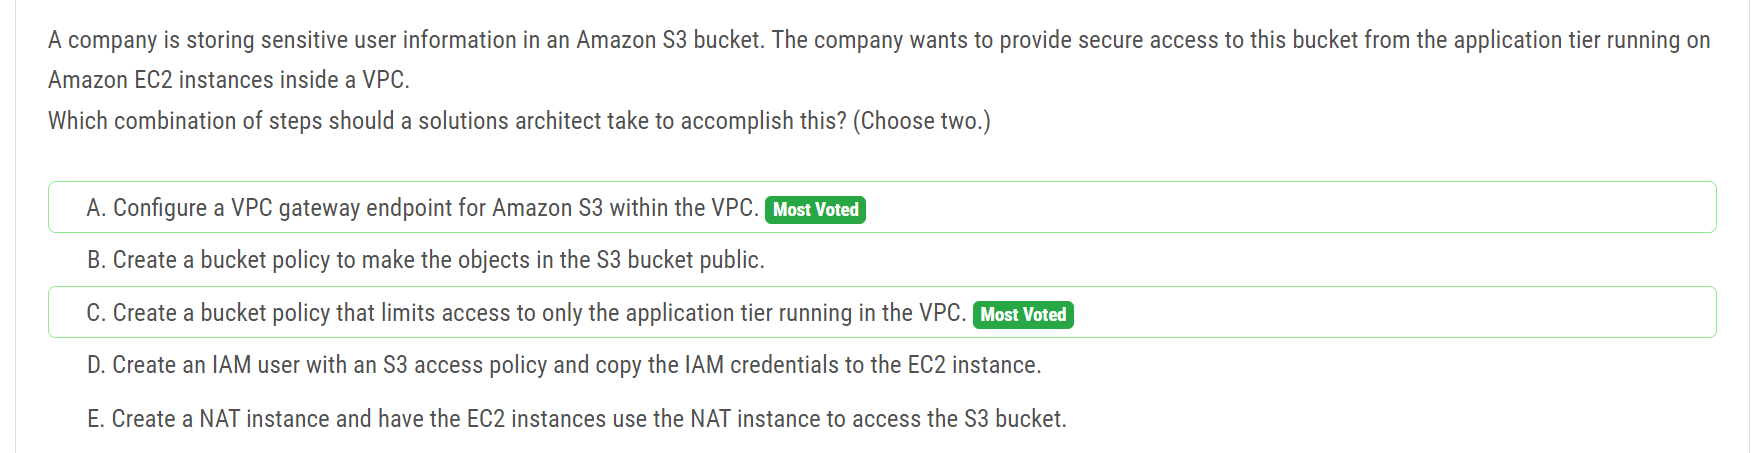 A company is storing sensitive user information in an Amazon S3 bucket. The company wants to provide secure access to this bucket from the application tier running on
Amazon EC2 instances inside a VPC.
Which combination of steps should a solutions architect take to accomplish this? (Choose two.)
A. Configure a VPC gateway endpoint for Amazon S3 within the VPC. Most Voted
B. Create a bucket policy to make the objects in the S3 bucket public.
C. Create a bucket policy that limits access to only the application tier running in the VPC. Most Voted
D. Create an IAM user with an S3 access policy and copy the IAM credentials to the EC2 instance.
E. Create a NAT instance and have the EC2 instances use the NAT instance to access the S3 bucket.